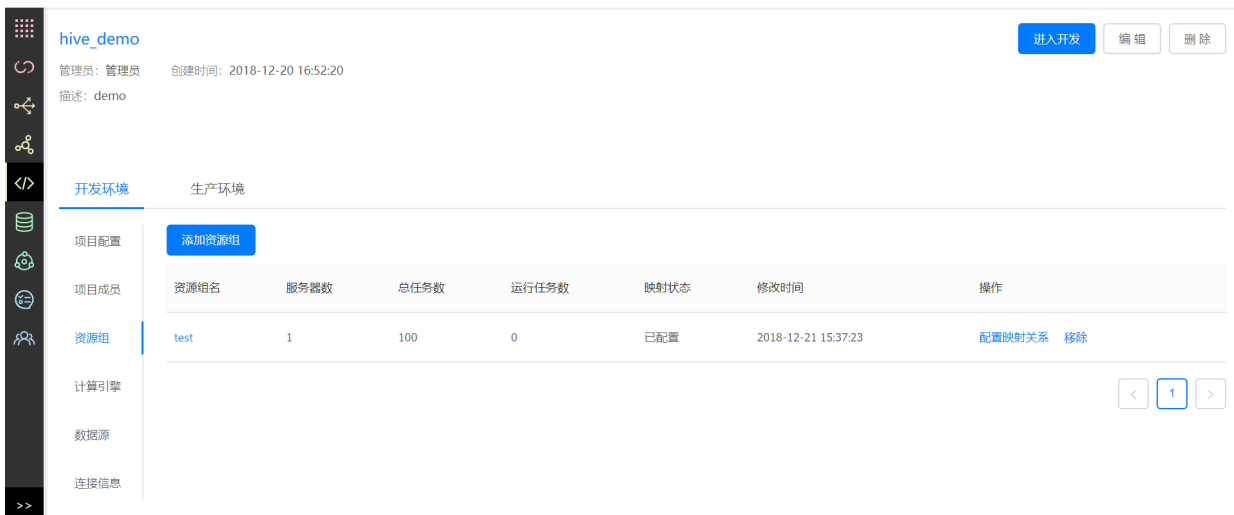 hive_demo
进入开发 编 辑 删 除
管理员：管理员 创建时间：2018-12-20 16:52:20
描述：demo
开发环境 生产环境
项目配置
添加资源组
项目成员
资源组名 服务器数 总任务数 运行任务数 映射状态 修改时间 操作
资源组
test 1 100 0 已配置 2018-12-21 15:37:23 配置映射关系 移除
计算引擎
< 1 >
数据源
连接信息
>>